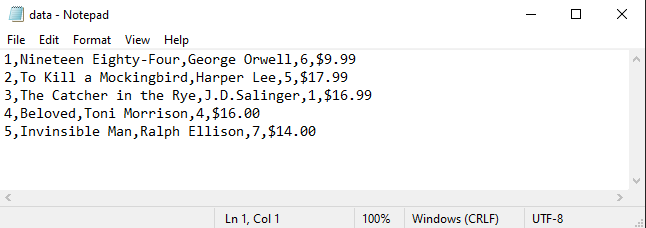 data - Notepad
File Edit Format View Help
1,Nineteen Eighty-Four,George Orwell,6,$9.99
2,To Kill a Mockingbird,Harper Lee,5,$17.99
3,The Catcher in the Rye,J.D.Salinger,1,$16.99
4,Beloved,Toni Morrison,4,$16.00
5,Invinsible Man,Ralph Ellison,7,$14.00
Ln 1, Col 1 100% Windows (CRLF) UTF-8